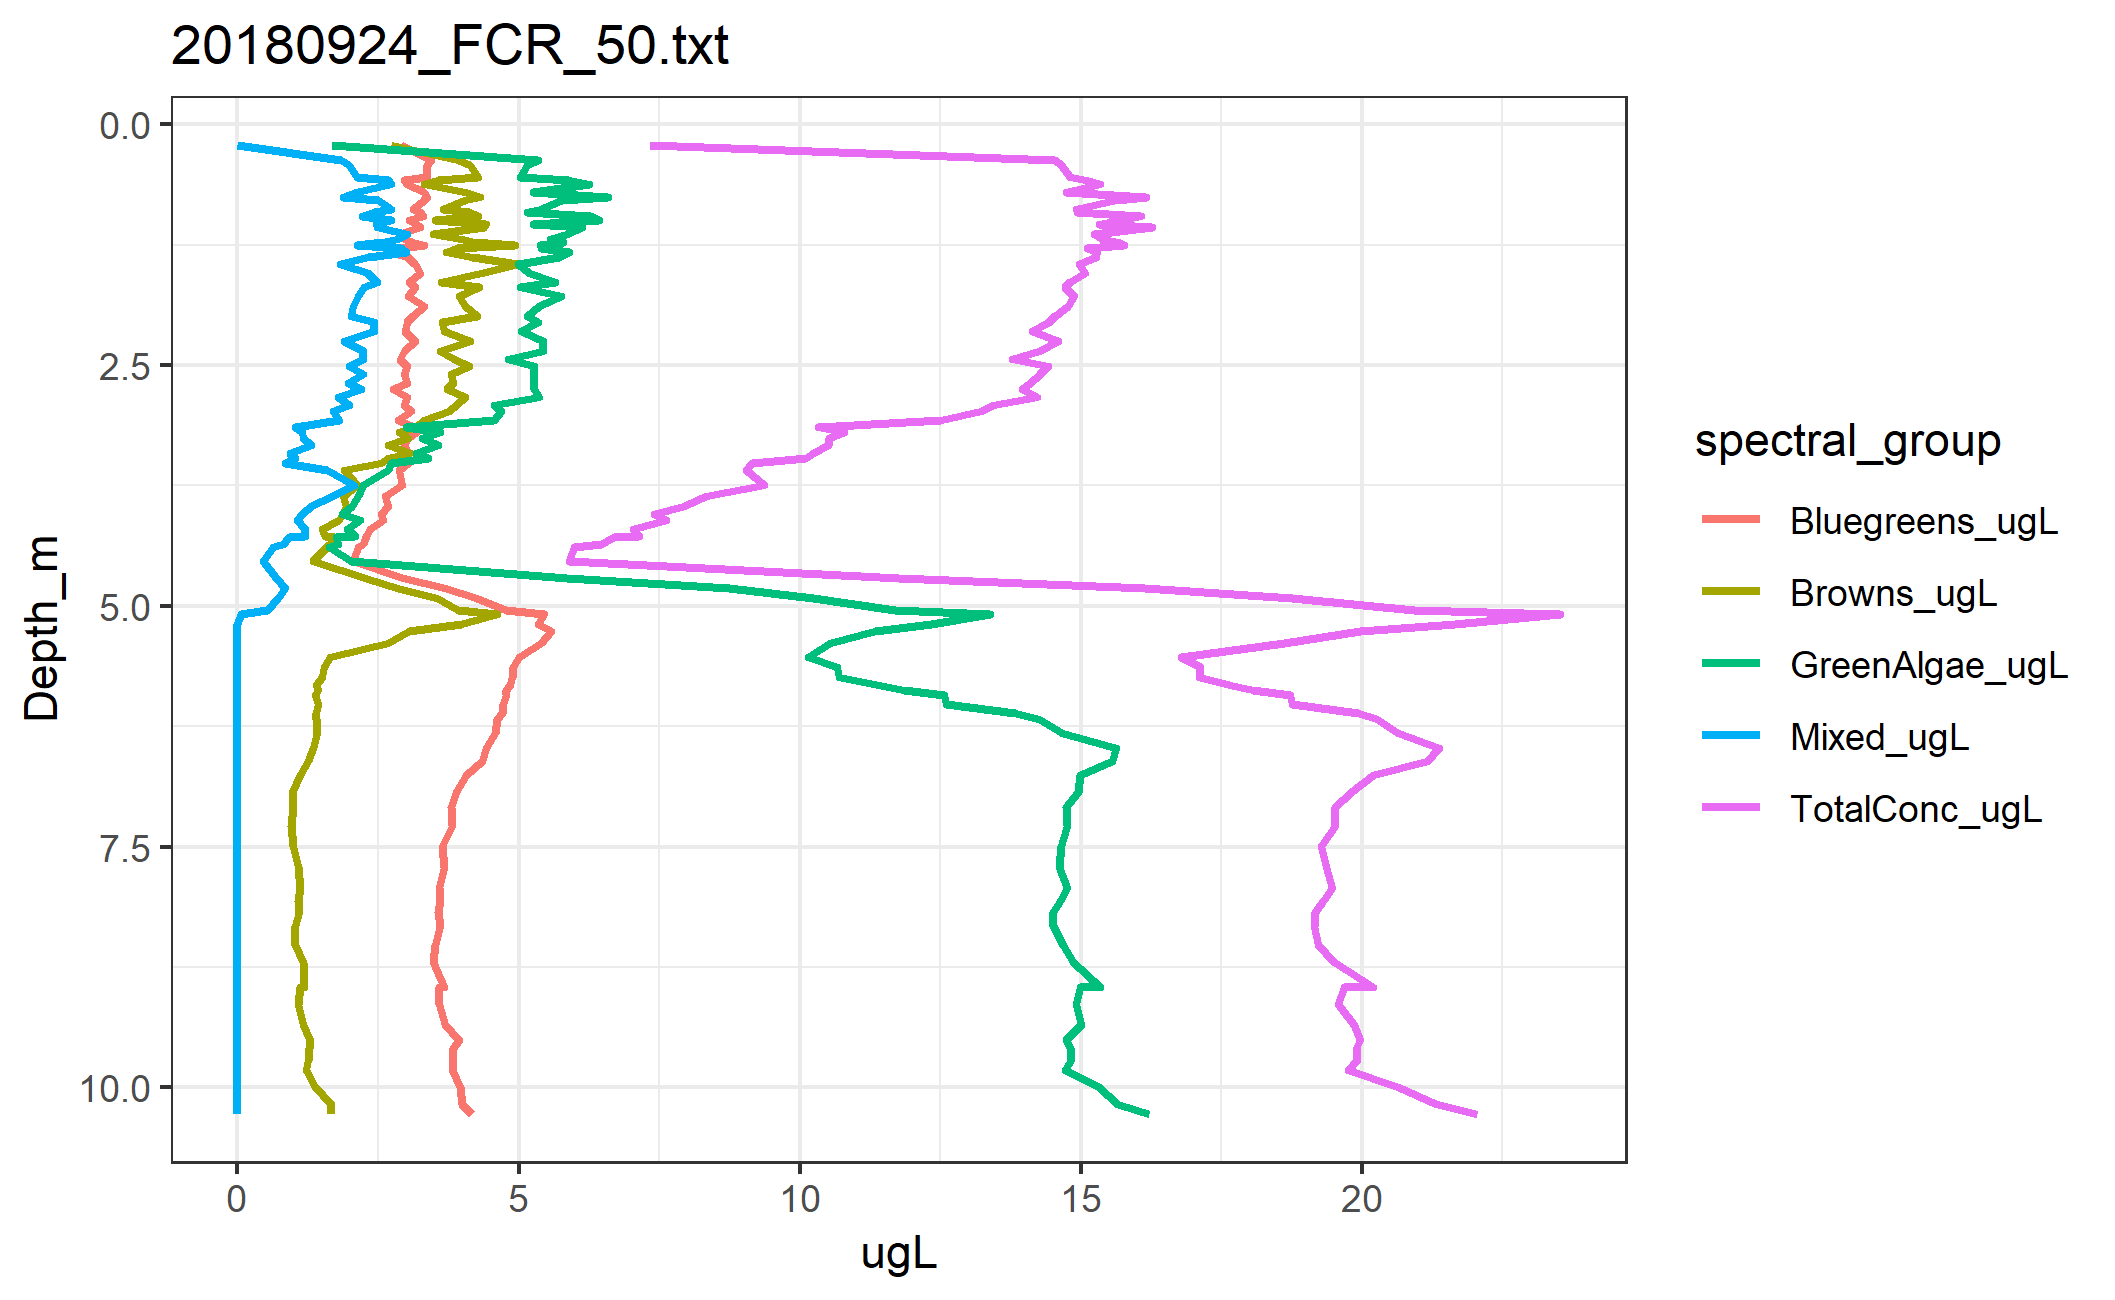 20180924_FCR_50.txt
0.0
2.5
5.0
7.5
10.0
Depth_m
0
5
10
15
20
ugL
spectral_group
Bluegreens_ugL
Browns_ugL
GreenAlgae_ugL
Mixed_ugL
TotalConc_ugL